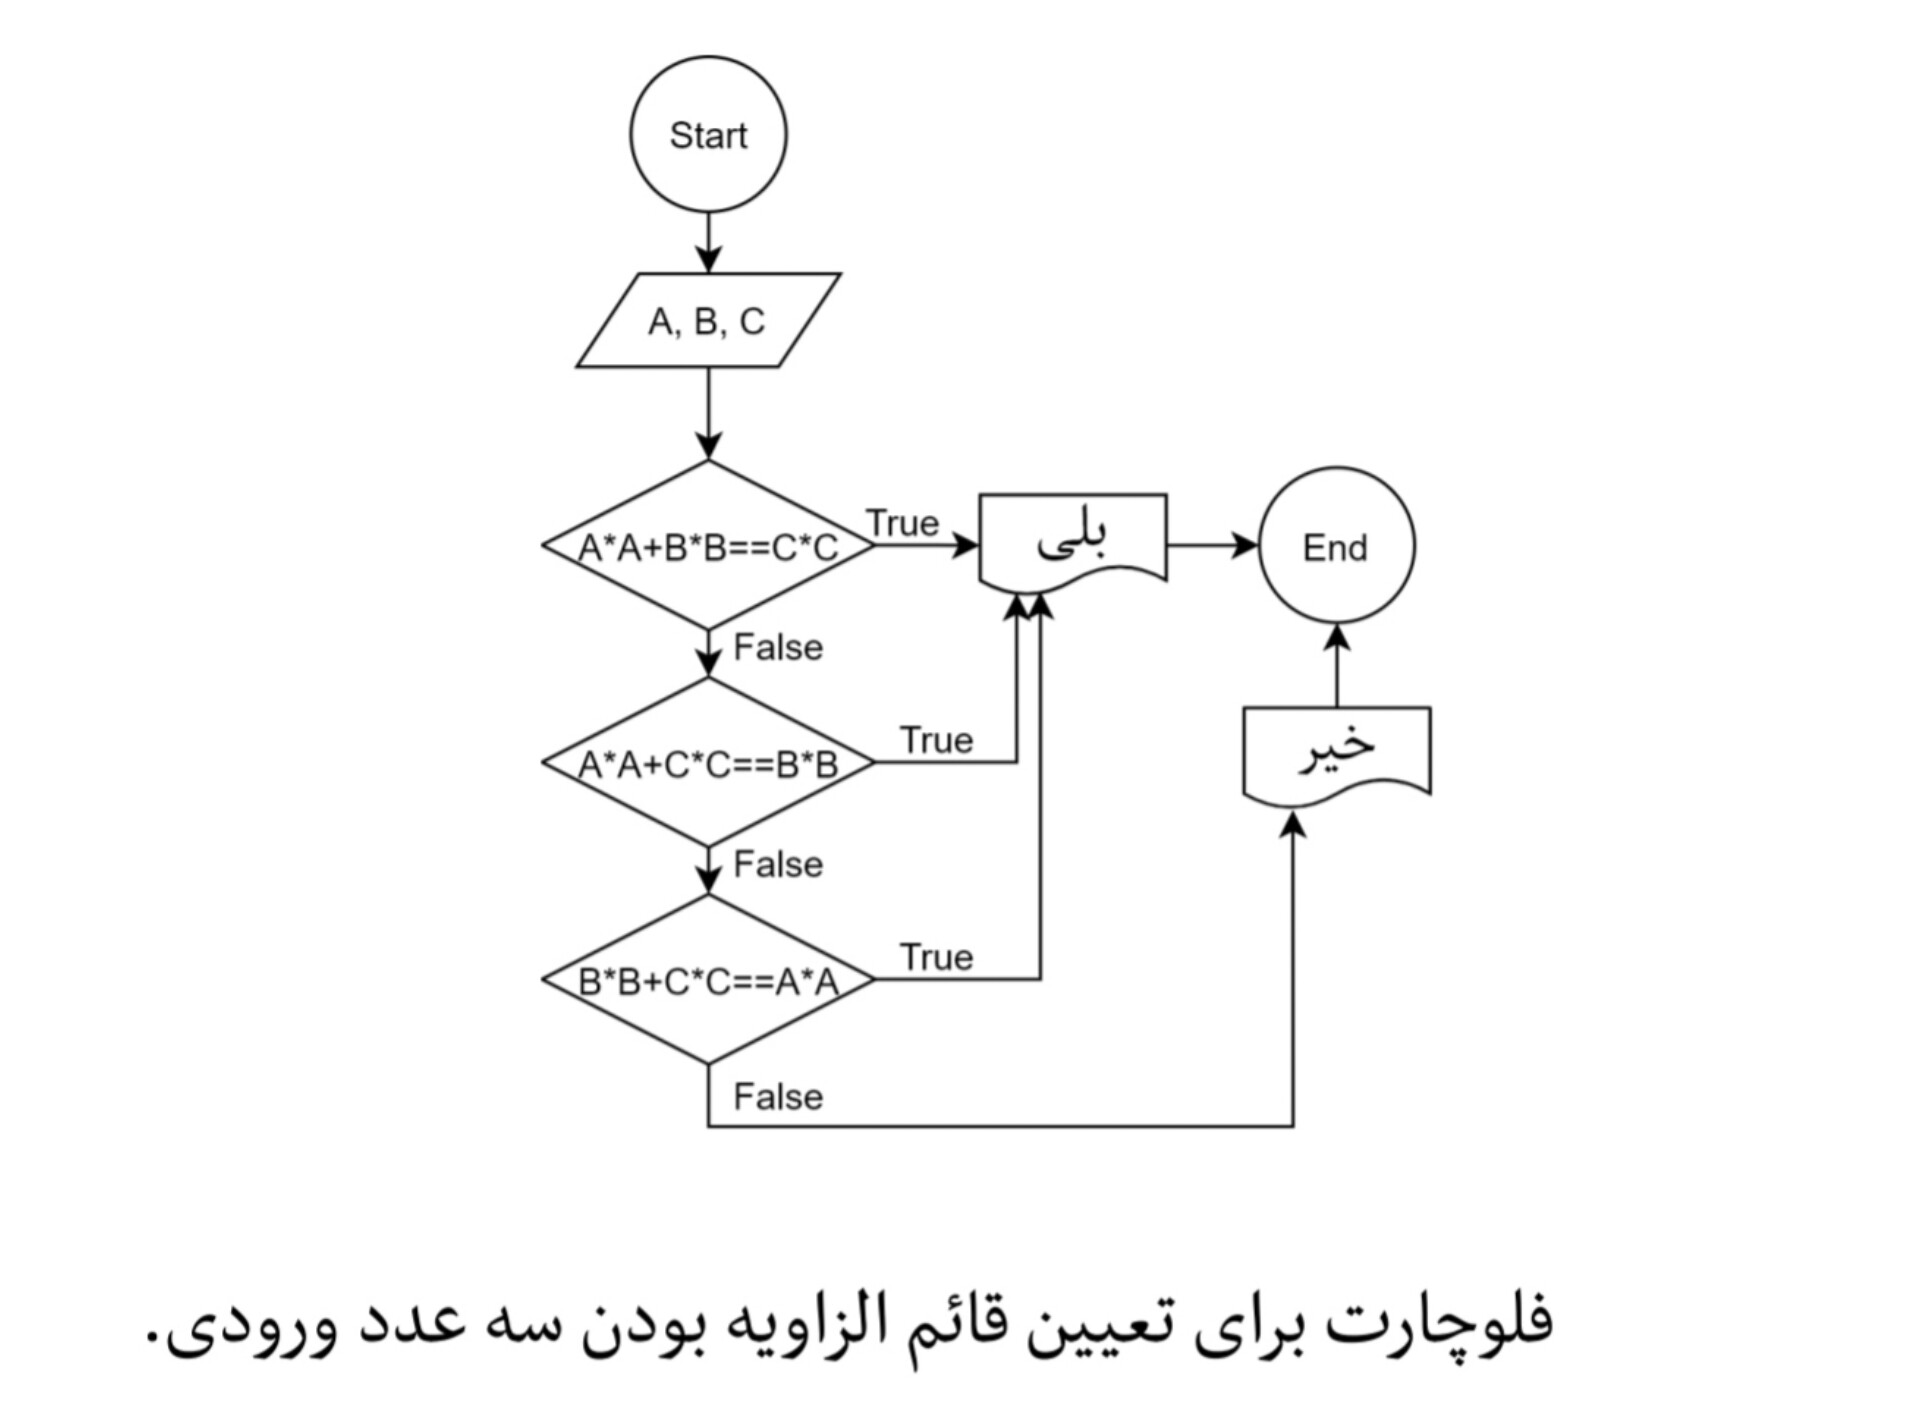 Start
A, B, C
A*A+B*B==C*C
True
بلی
End
False
A*A+C*C==B*B
True
خیر
False
B*B+C*C==A*A
True
False
فلوچارت برای تعیین قائم الزاویه بودن سه عدد ورودی.